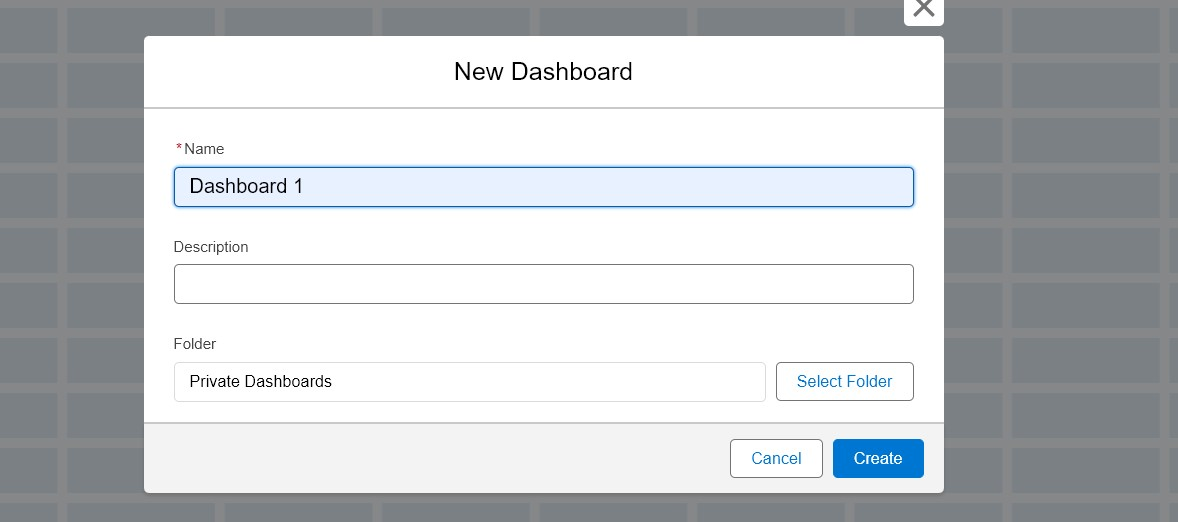 New Dashboard
*Name
Dashboard 1
Description
Folder
Private Dashboards
Select Folder
Cancel
Create